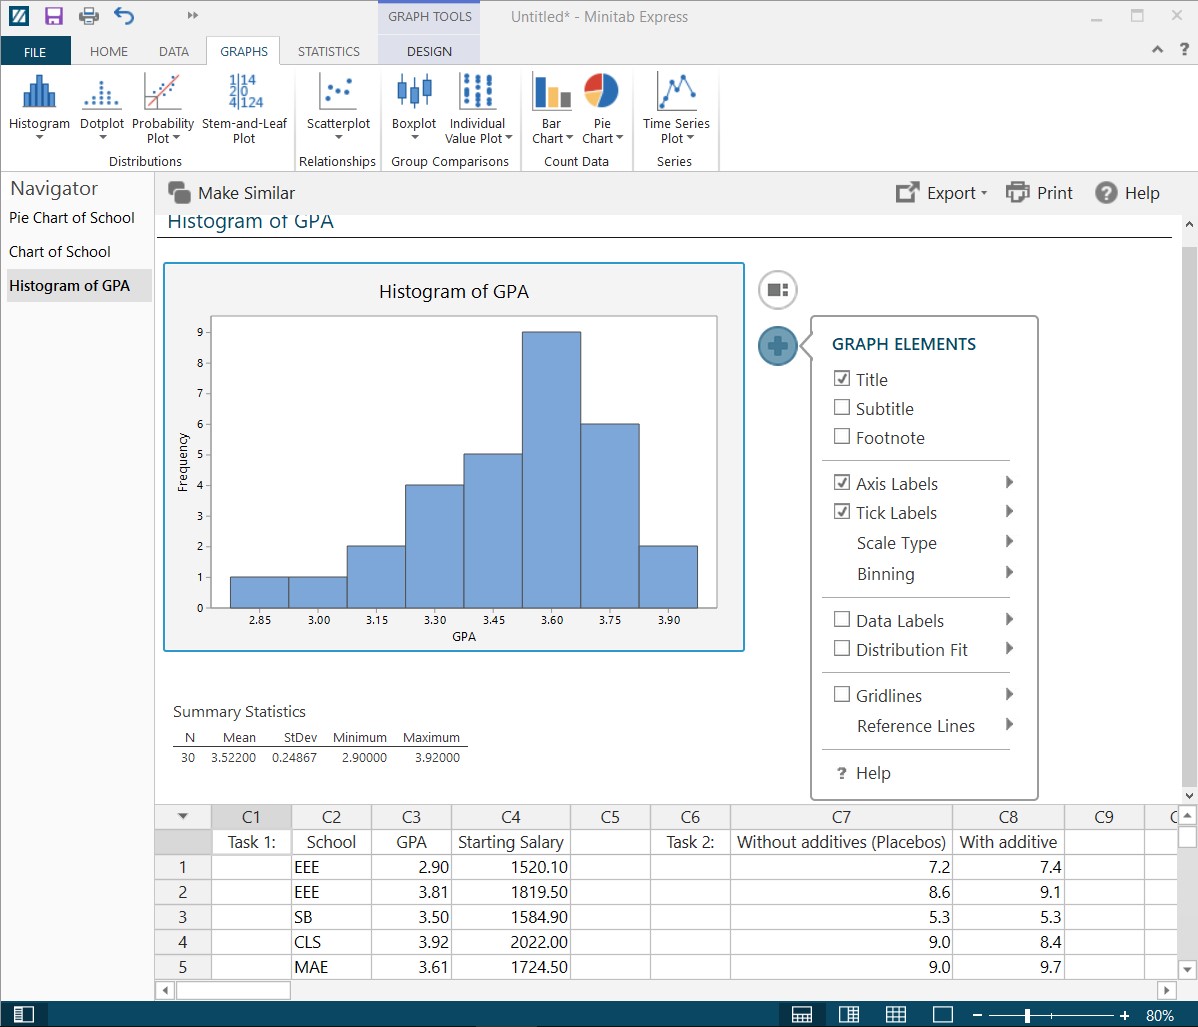 GRAPH TOOLS
Untitled* - Minitab Express
FILE HOME DATA GRAPHS STATISTICS DESIGN ?
Histogram Dotplot Probability Plot Stem-and-Leaf Plot Scatterplot Boxplot Individual Value Plot Bar Chart Pie Chart Time Series Plot
Distributions Relationships Group Comparisons Count Data Series
Navigator
Pie Chart of School
Chart of School
Histogram of GPA
Make Similar Export Print ? Help
Histogram of GPA
Histogram of GPA
Frequency
9
8
7
6
5
4
3
2
1
0
2.85 3.00 3.15 3.30 3.45 3.60 3.75 3.90
GPA
GRAPH ELEMENTS
Title
Subtitle
Footnote
Axis Labels
Tick Labels
Scale Type
Binning
Data Labels
Distribution Fit
Gridlines
Reference Lines
? Help
Summary Statistics
N Mean StDev Minimum Maximum
30 3.52200 0.24867 2.90000 3.92000
C1 C2 C3 C4 C5 C6 C7 C8 C9
Task 1: School GPA Starting Salary Task 2: Without additives (Placebos) With additive
1 EEE 2.90 1520.10 7.2 7.4
2 EEE 3.81 1819.50 8.6 9.1
3 SB 3.50 1584.90 5.3 5.3
4 CLS 3.92 2022.00 9.0 8.4
5 MAE 3.61 1724.50 9.0 9.7
80%